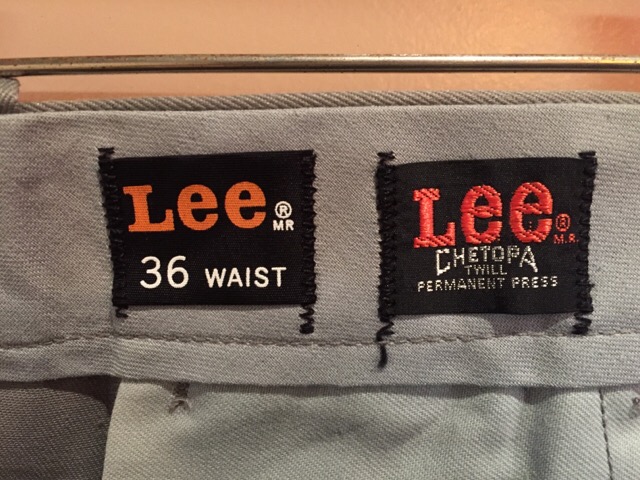 Lee®
MR
36 WAIST
Lee®
M.R.
CHETOPA
TWILL
PERMANENT PRESS